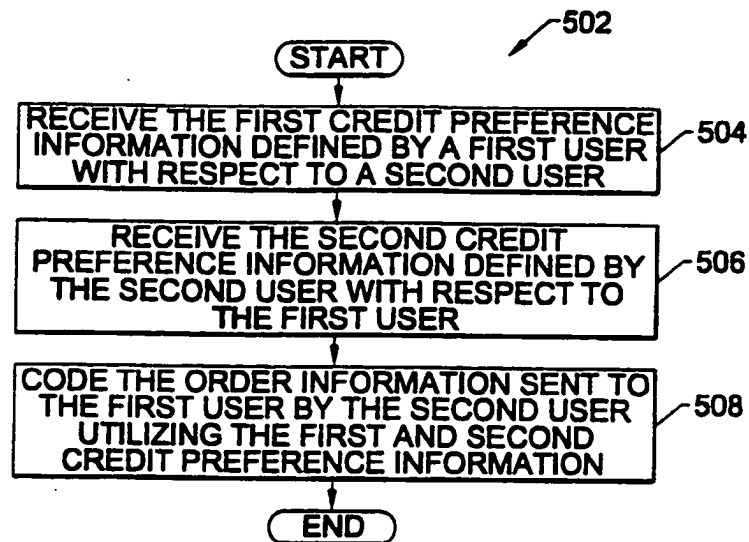 502
START
RECEIVE THE FIRST CREDIT PREFERENCE
INFORMATION DEFINED BY A FIRST USER
WITH RESPECT TO A SECOND USER
504
RECEIVE THE SECOND CREDIT
PREFERENCE INFORMATION DEFINED BY
THE SECOND USER WITH RESPECT TO
THE FIRST USER
506
CODE THE ORDER INFORMATION SENT TO
THE FIRST USER BY THE SECOND USER
UTILIZING THE FIRST AND SECOND
CREDIT PREFERENCE INFORMATION
508
END